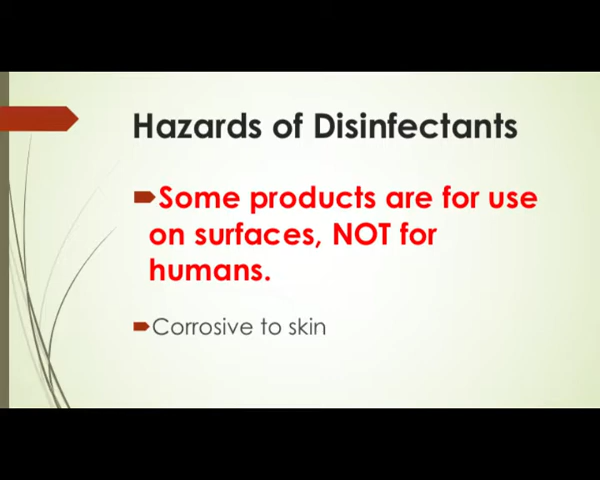 Hazards of Disinfectants
Some products are for use
on surfaces, NOT for
humans.
Corrosive to skin